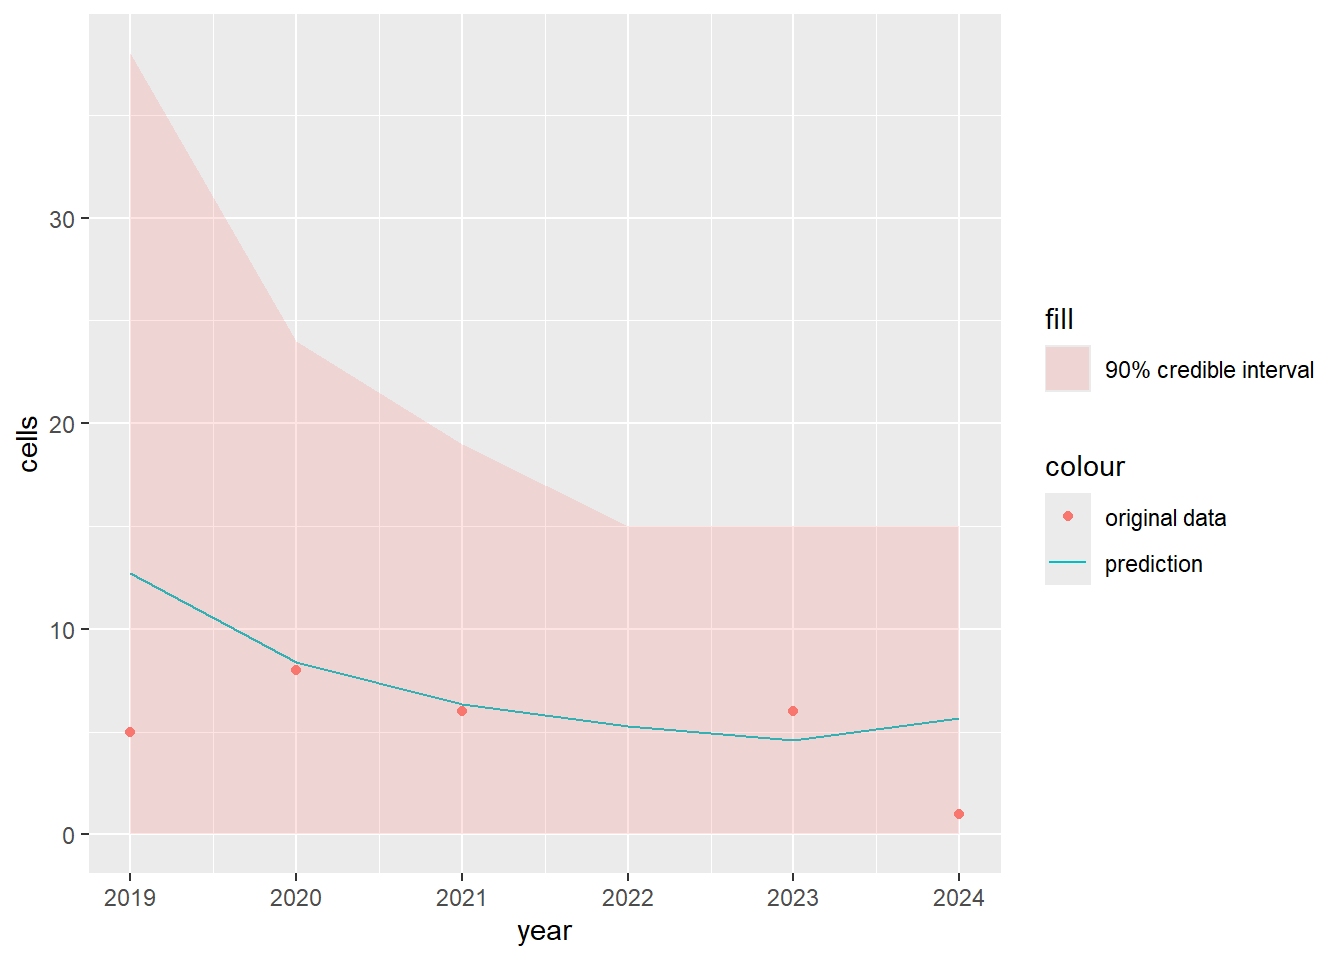 30
20
10
0
cells
2019 2020 2021 2022 2023 2024
year
fill
90% credible interval
colour
original data
prediction